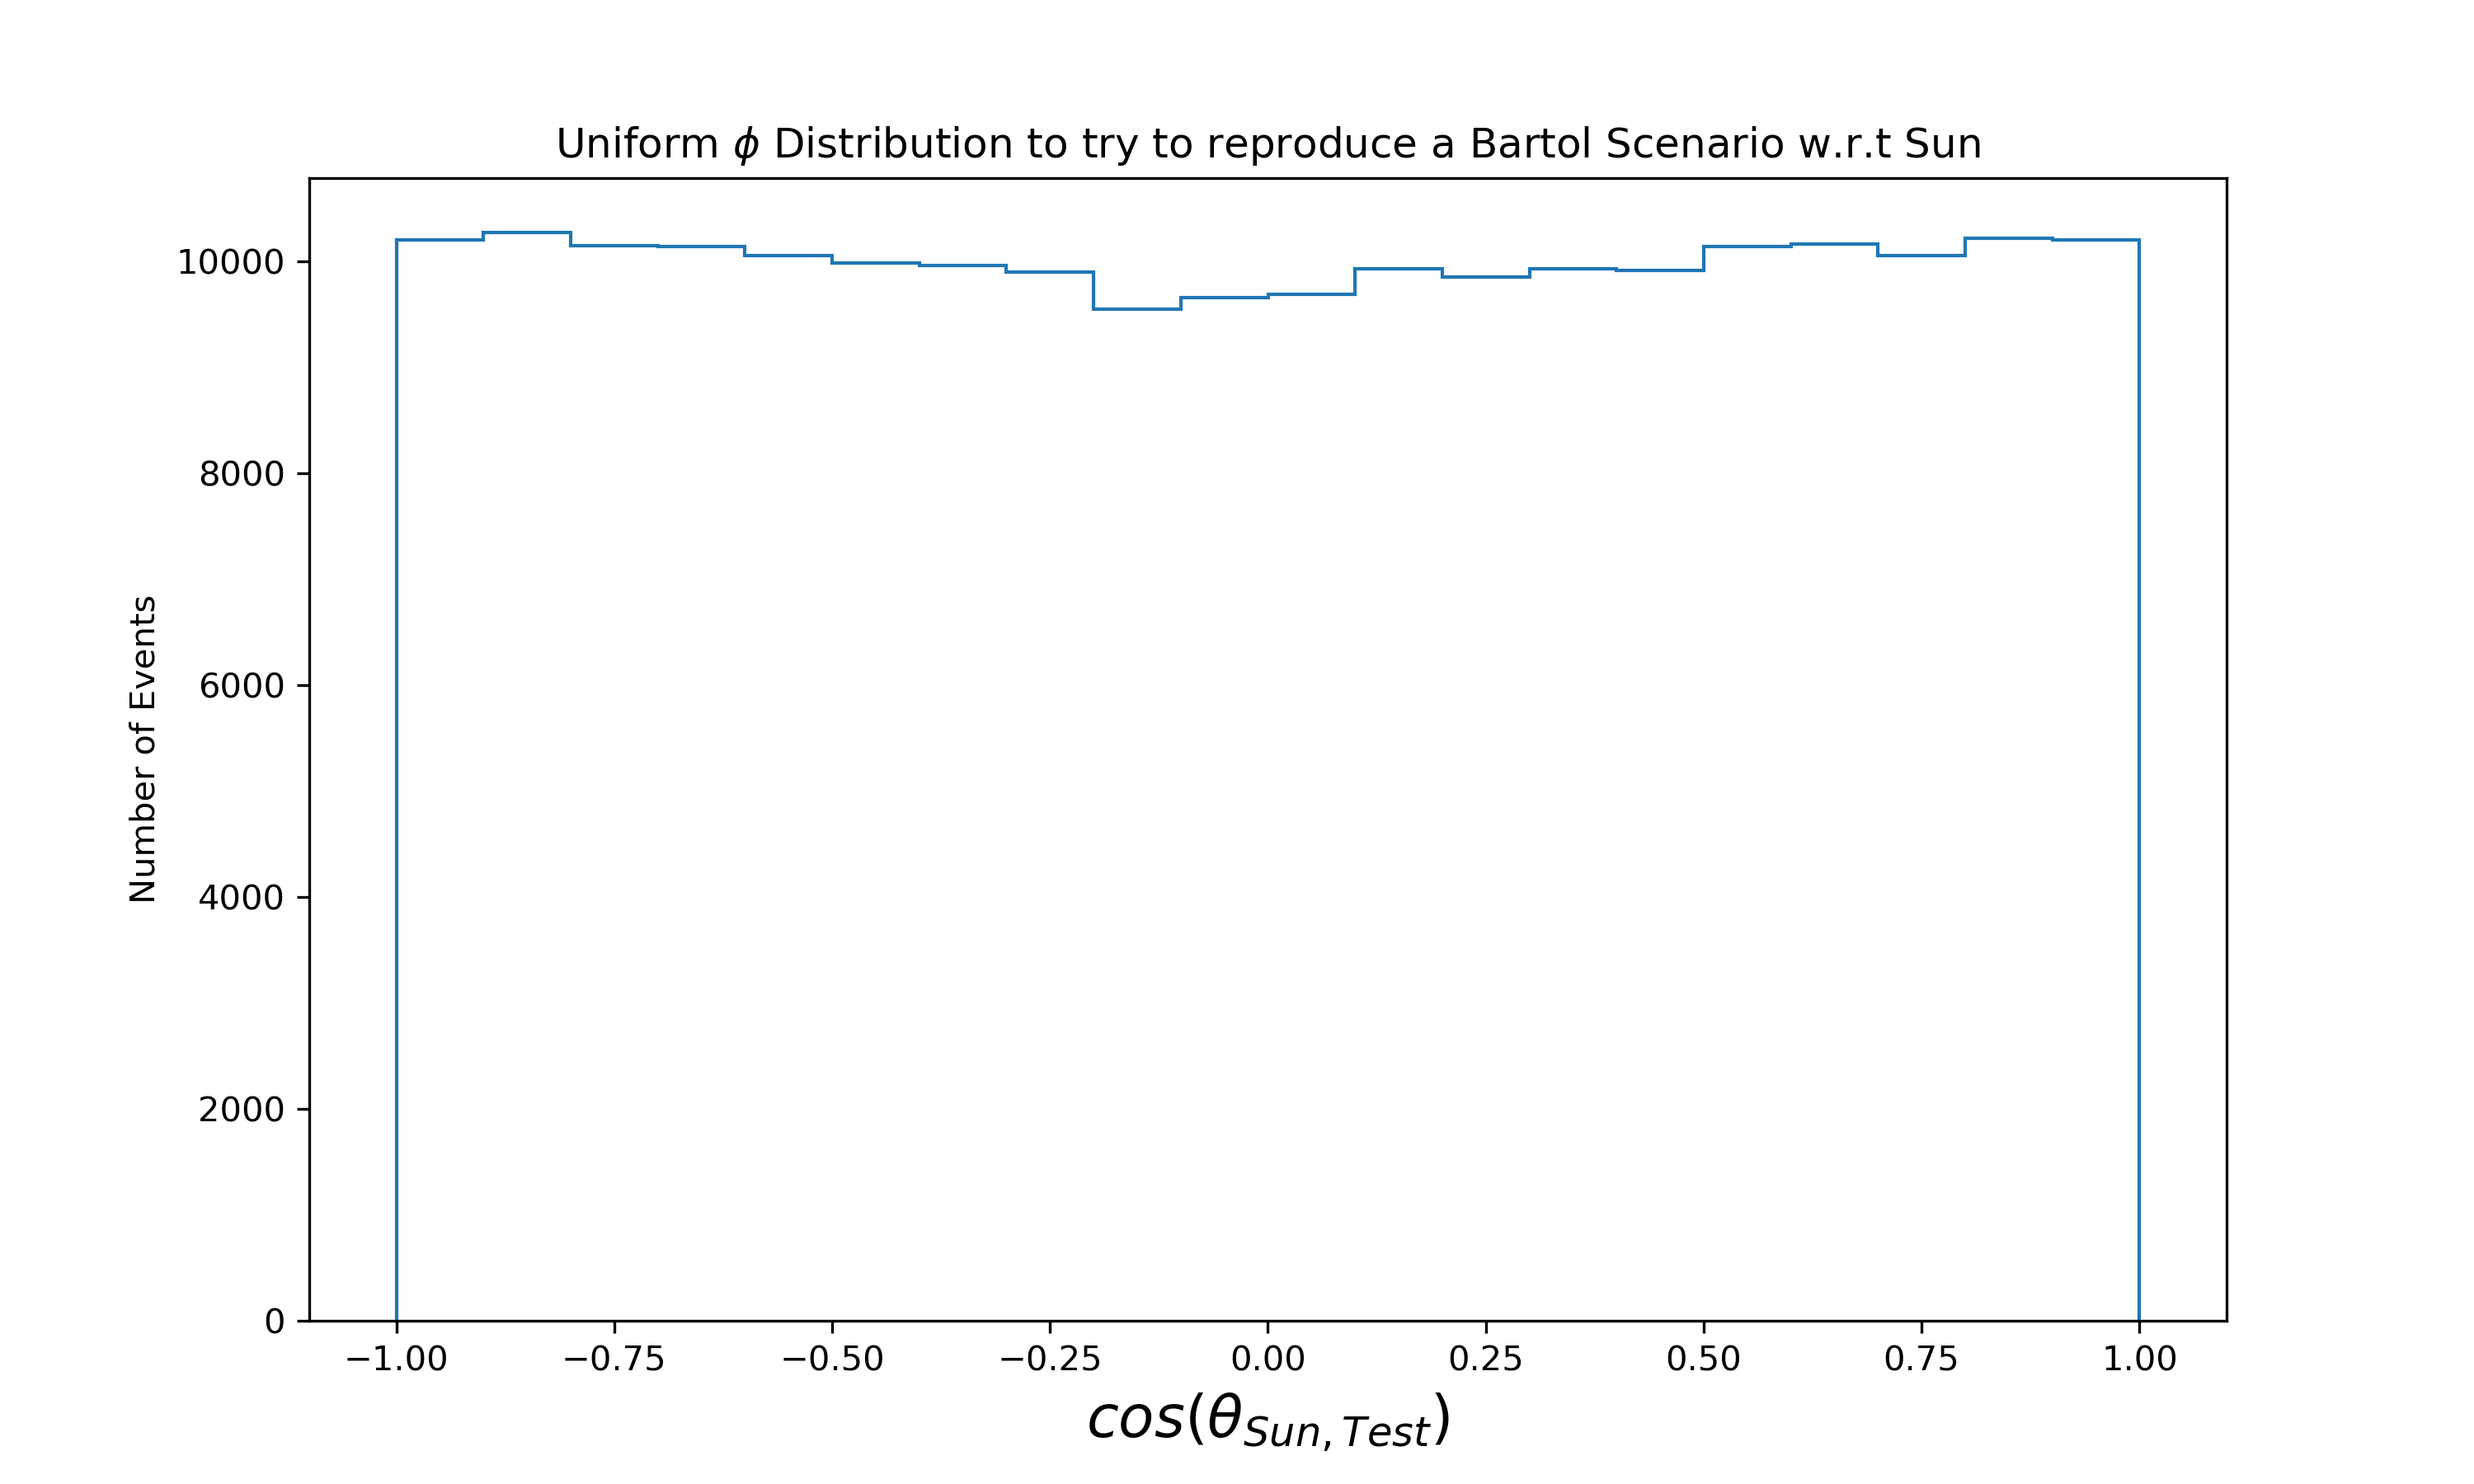 Uniform ϕ Distribution to try to reproduce a Bartol Scenario w.r.t Sun
10000
8000
6000
4000
2000
0
Number of Events
−1.00 −0.75 −0.50 −0.25 0.00 0.25 0.50 0.75 1.00
cos(θ_{Sun, Test})